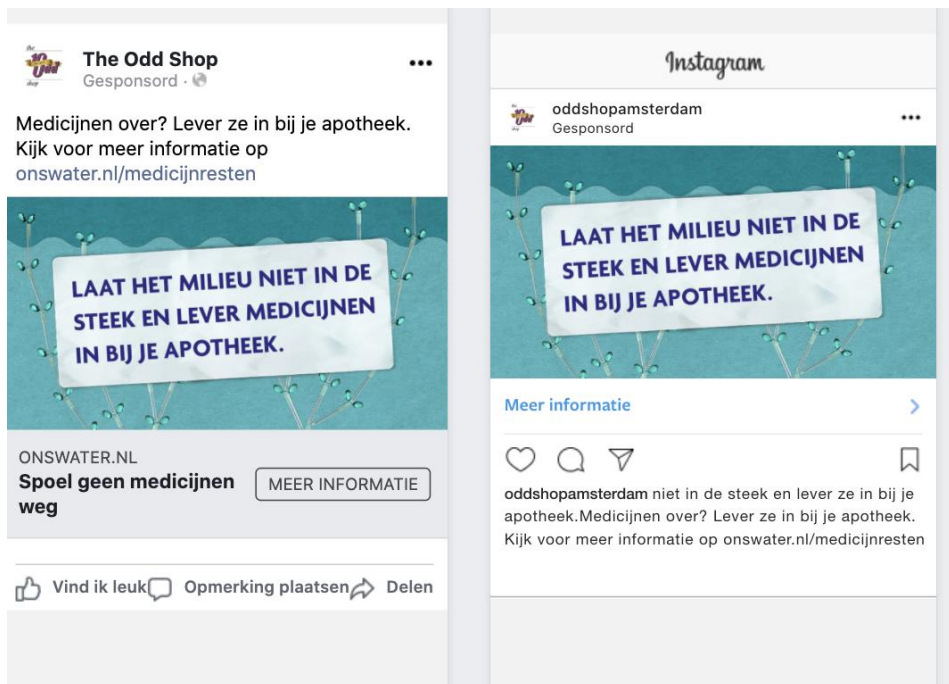 The Odd Shop
Gesponsord ·
Medicijnen over? Lever ze in bij je apotheek.
Kijk voor meer informatie op
onswater.nl/medicijnresten
LAAT HET MILIEU NIET IN DE
STEEK EN LEVER MEDICIJNEN
IN BIJ JE APOTHEEK.
ONSWATER.NL
Spoel geen medicijnen
weg
MEER INFORMATIE
Vind ik leuk
Opmerking plaatsen
Delen
Instagram
oddshopamsterdam
Gesponsord
LAAT HET MILIEU NIET IN DE
STEEK EN LEVER MEDICIJNEN
IN BIJ JE APOTHEEK.
Meer informatie
oddshopamsterdam niet in de steek en lever ze in bij je
apotheek.Medicijnen over? Lever ze in bij je apotheek.
Kijk voor meer informatie op onswater.nl/medicijnresten